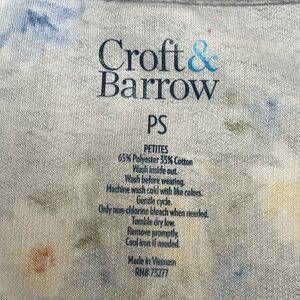 Croft&
Barrow
PS
PETITES
65% Polyester 35% Cotton
Wash inside out.
Wash before wearing.
Machine wash cold with like colors.
Gentle cycle.
Only non-chlorine bleach when needed.
Tumble dry low.
Remove promptly.
Cool iron if needed.
Made in Vietnam
RN# 73277